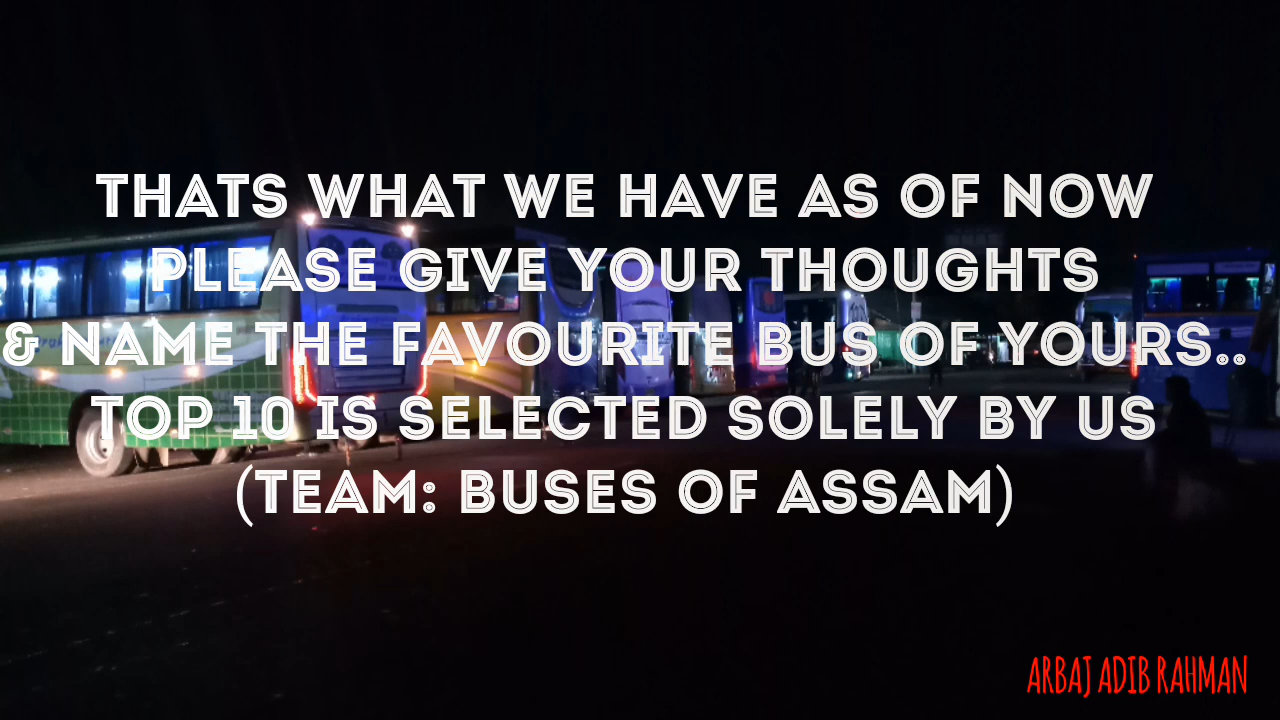 THATS WHAT WE HAVE AS OF NOW
PLEASE GIVE YOUR THOUGHTS
& NAME THE FAVOURITE BUS OF YOURS..
TOP 10 IS SELECTED SOLELY BY US
(TEAM: BUSES OF ASSAM)
ARBAJ ADIB RAHMAN